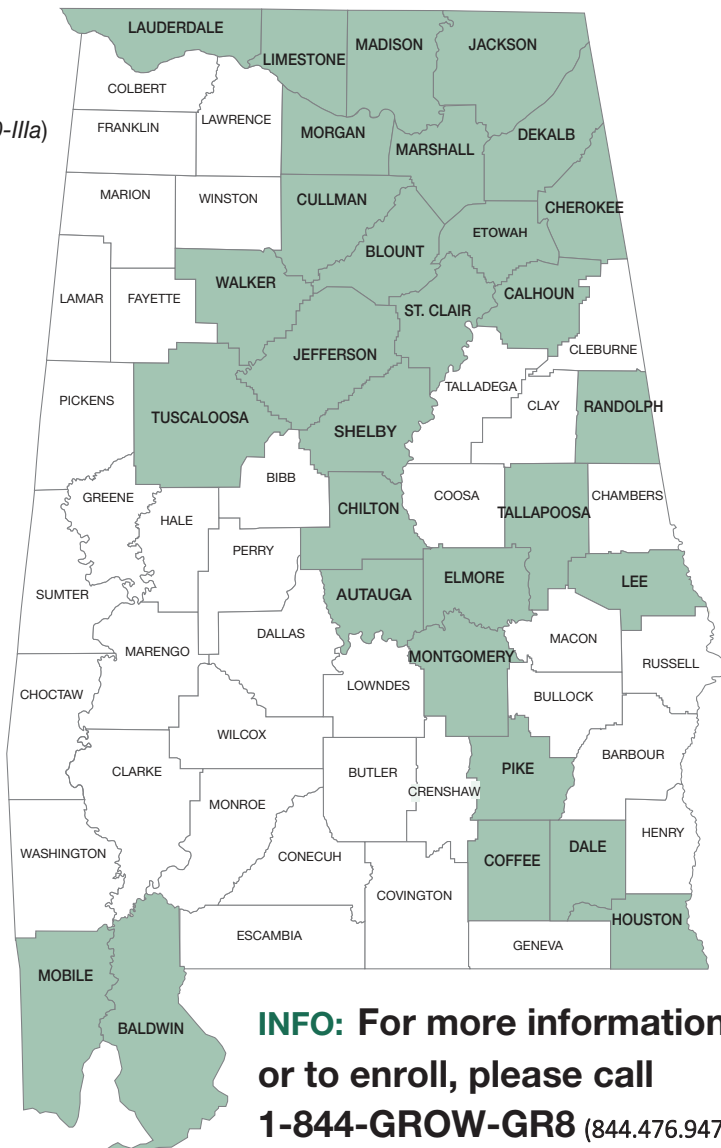 LAUDERDALE
LIMESTONE
MADISON
JACKSON
COLBERT
LAWRENCE
FRANKLIN
-IIIa)
MORGAN
MARSHALL
DEKALB
MARION
WINSTON
CULLMAN
CHEROKEE
ETOWAH
BLOUNT
WALKER
LAMAR
FAYETTE
ST. CLAIR
CALHOUN
JEFFERSON
CLEBURNE
PICKENS
TALLADEGA
CLAY
RANDOLPH
TUSCALOOSA
SHELBY
BIBB
GREENE
HALE
CHILTON
COOSA
TALLAPOOSA
CHAMBERS
PERRY
SUMTER
AUTAUGA
ELMORE
LEE
DALLAS
MACON
MARENGO
MONTGOMERY
RUSSELL
CHOCTAW
LOWNDES
BULLOCK
WILCOX
CLARKE
BUTLER
CRENSHAW
PIKE
BARBOUR
MONROE
HENRY
WASHINGTON
CONECUH
COFFEE
DALE
COVINGTON
HOUSTON
ESCAMBIA
GENEVA
MOBILE
BALDWIN
INFO: For more information
or to enroll, please call
1-844-GROW-GR8 (844.476.947